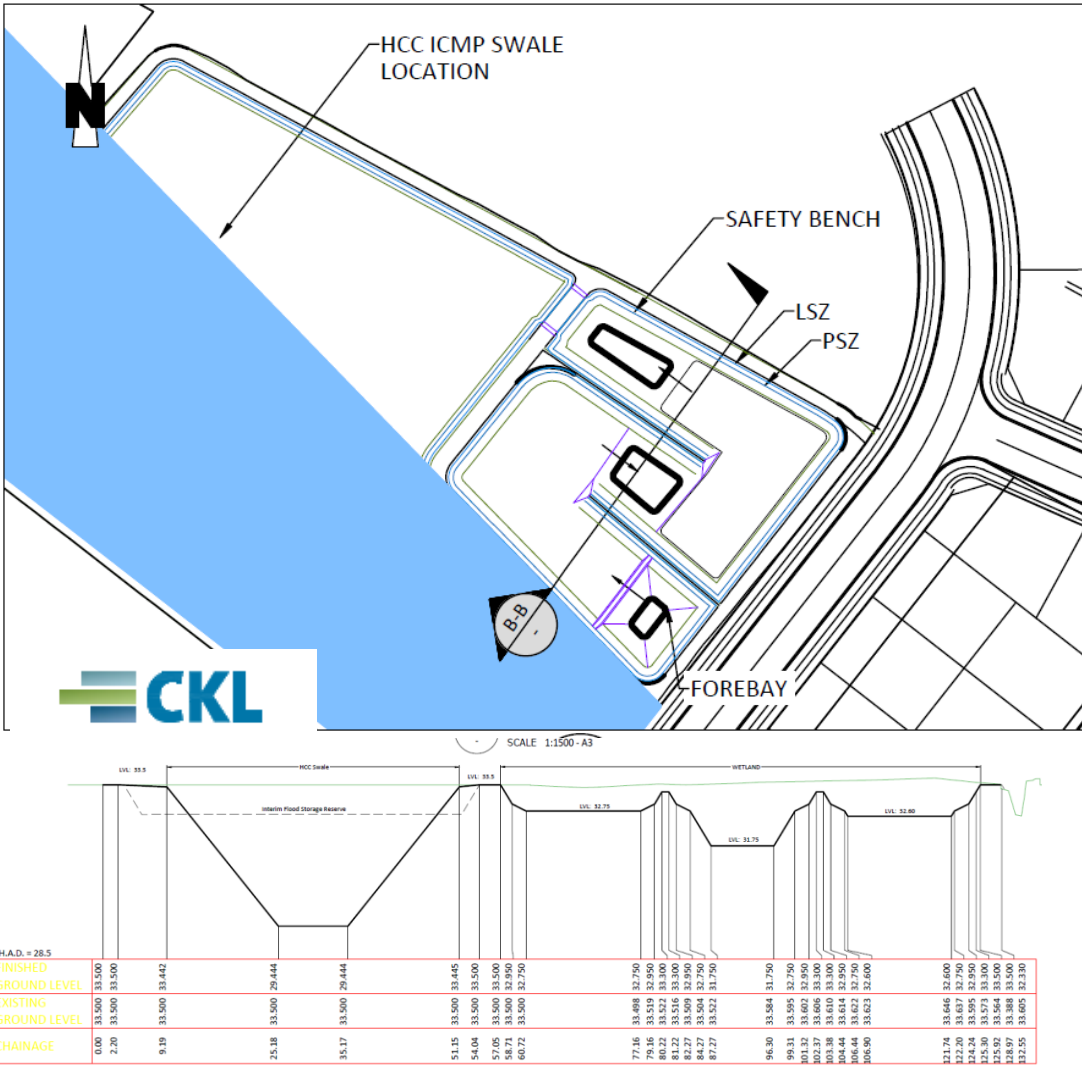 HCC ICMP SWALE
LOCATION
N
SAFETY BENCH
LSZ
PSZ
B-B
-
FOREBAY
CKL
- SCALE 1:1500 - A3
LVL: 33.5
HCC Swale
LVL: 33.5
WETLAND
Interim Flood Storage Reserve
LVL: 32.75
LVL: 31.75
LVL: 32.60
H.A.D. = 28.5
FINISHED
GROUND LEVEL
33.500 33.500 33.442 29.444 29.444 33.445 33.500 33.500 32.950 32.750 32.750 32.950 33.300 33.300 32.950 32.750 31.750 31.750 32.750 32.950 33.300 33.300 32.950 32.750 32.600 32.600 32.750 32.950 33.300 33.500 33.500 32.330
EXISTING
GROUND LEVEL
33.500 33.500 33.500 33.500 33.500 33.500 33.500 33.500 33.500 33.500 33.498 33.519 33.522 33.516 33.509 33.504 33.522 33.584 33.595 33.602 33.606 33.610 33.614 33.622 33.623 33.646 33.637 33.595 33.573 33.564 33.388 33.605
CHAINAGE
0.00 2.20 9.19 25.18 35.17 51.15 54.04 57.05 58.71 60.72 77.16 79.16 80.22 81.22 82.27 84.27 87.27 96.30 99.31 101.32 102.37 103.38 104.44 106.44 106.90 121.74 122.20 124.24 125.30 125.92 128.97 132.55